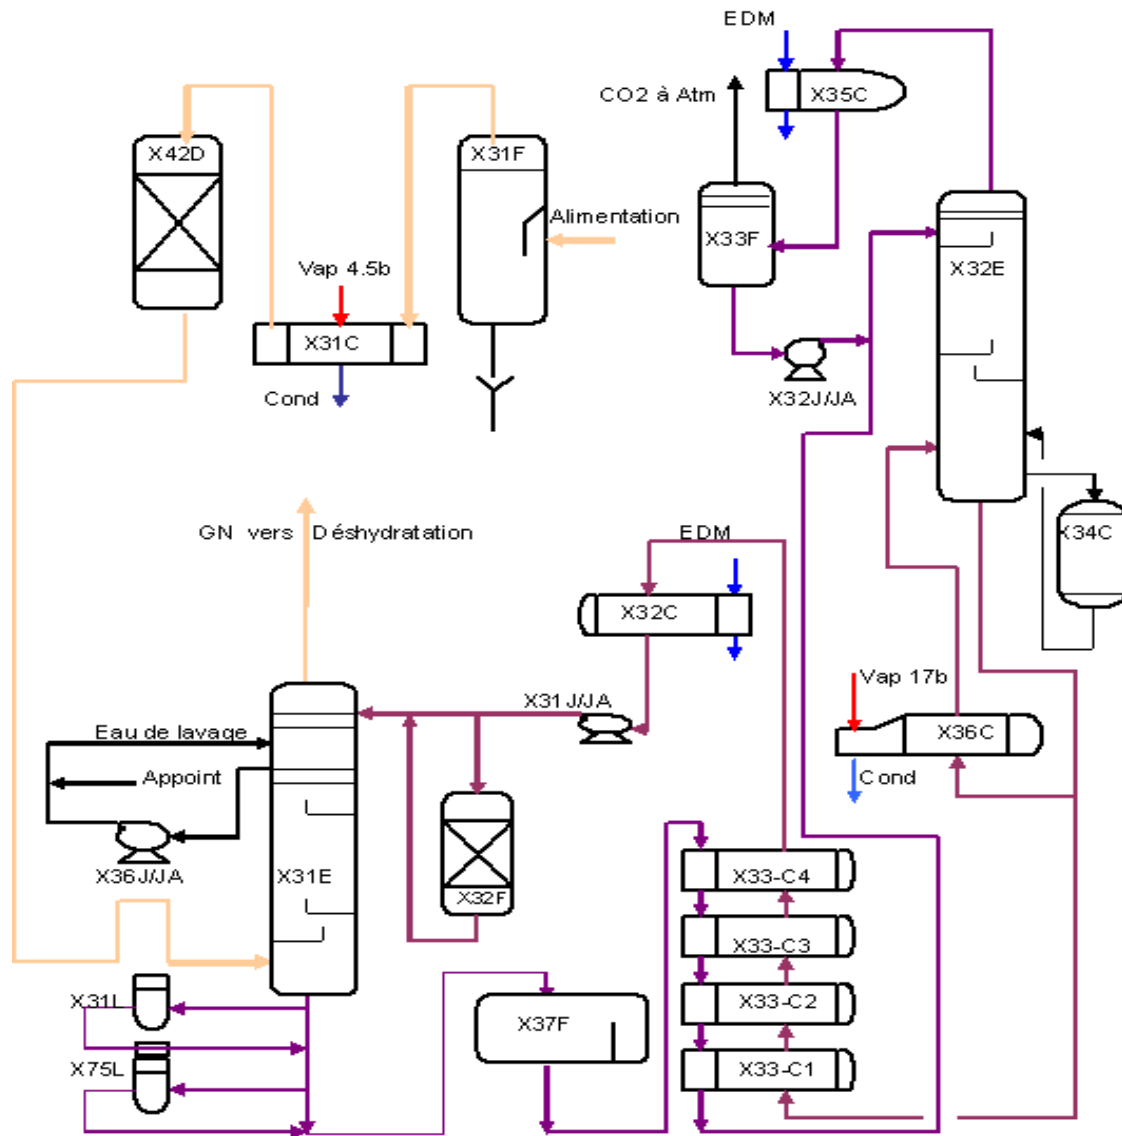 EDM
CO2 à Atm
X35C
X42D
X31F
Alimentation
X33F
X32E
Vap 4.5b
X31C
Cond
X32J/JA
GN vers Déshydratation
EDM
X34C
X32C
Vap 17b
X31J/JA
Eau de lavage
X36C
Appoint
Cond
X36J/JA
X31E
X32F
X33-C4
X33-C3
X31L
X37F
X33-C2
X75L
X33-C1